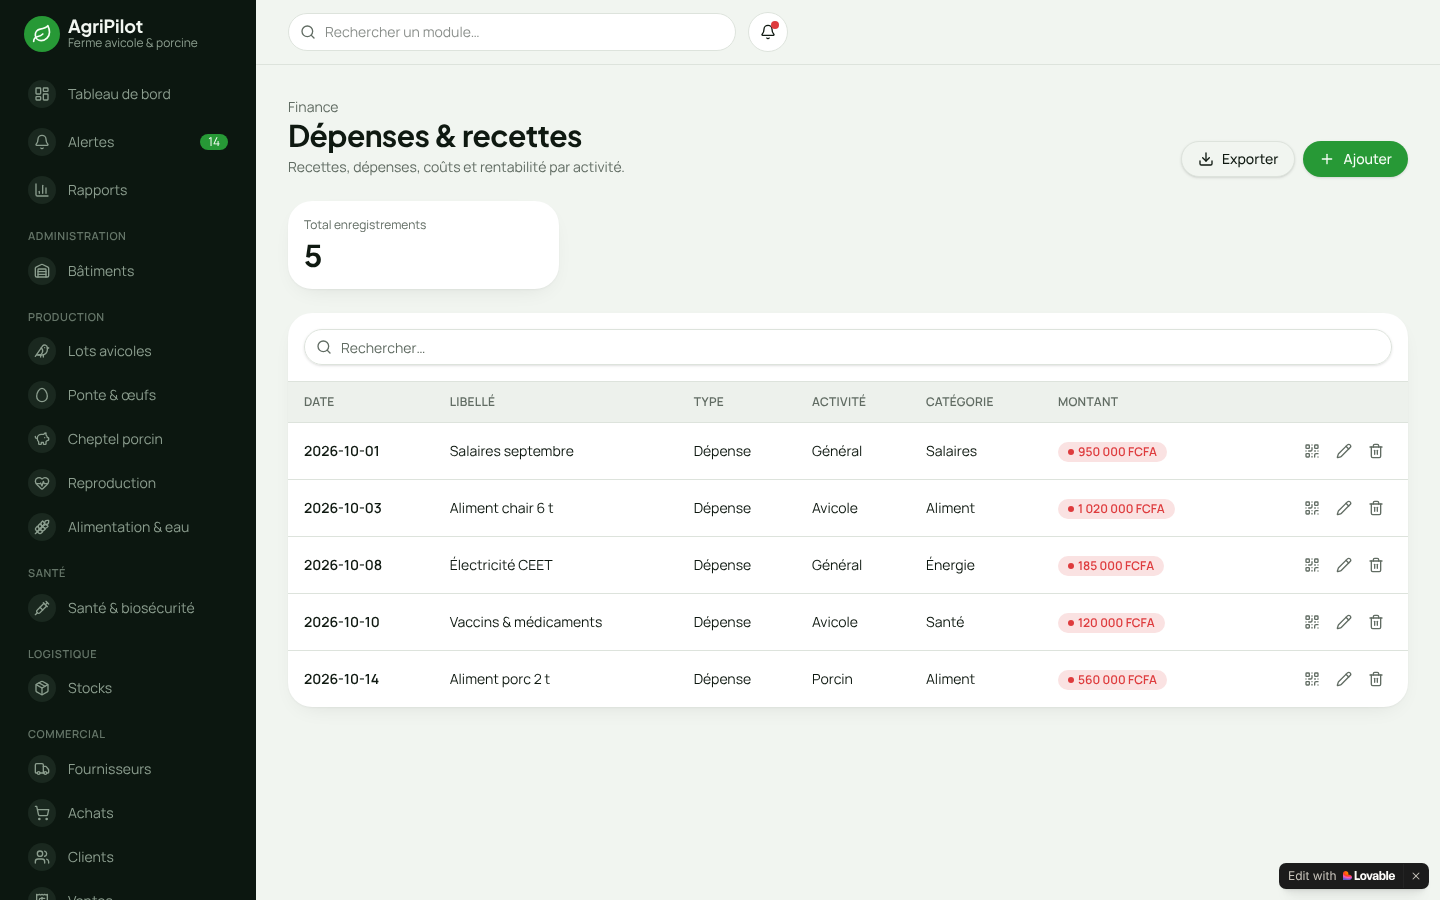 AgriPilot
Ferme avicole & porcine
Tableau de bord
Alertes 14
Rapports
ADMINISTRATION
Bâtiments
PRODUCTION
Lots avicoles
Ponte & œufs
Cheptel porcin
Reproduction
Alimentation & eau
SANTÉ
Santé & biosécurité
LOGISTIQUE
Stocks
COMMERCIAL
Fournisseurs
Achats
Clients
Ventes
Rechercher un module...
Finance
Dépenses & recettes
Recettes, dépenses, coûts et rentabilité par activité.
Exporter
Ajouter
Total enregistrements
5
Rechercher...
DATE LIBELLÉ TYPE ACTIVITÉ CATÉGORIE MONTANT
2026-10-01 Salaires septembre Dépense Général Salaires 950 000 FCFA
2026-10-03 Aliment chair 6 t Dépense Avicole Aliment 1 020 000 FCFA
2026-10-08 Électricité CEET Dépense Général Énergie 185 000 FCFA
2026-10-10 Vaccins & médicaments Dépense Avicole Santé 120 000 FCFA
2026-10-14 Aliment porc 2 t Dépense Porcin Aliment 560 000 FCFA
Edit with Lovable